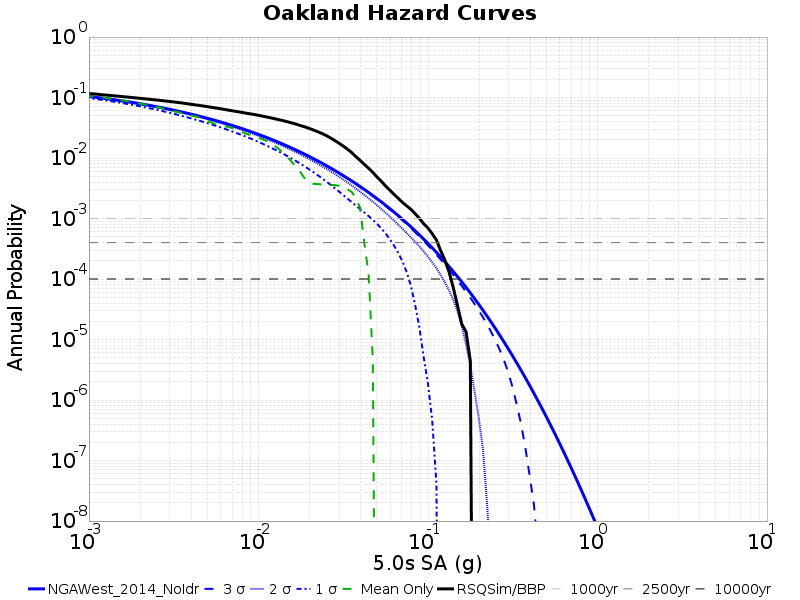 Oakland Hazard Curves
Annual Probability
10^0
10^-1
10^-2
10^-3
10^-4
10^-5
10^-6
10^-7
10^-8
10^-3 10^-2 10^-1 10^0 10^1
5.0s SA (g)
NGAWest_2014_NoIdr 3 σ 2 σ 1 σ Mean Only RSQSim/BBP 1000yr 2500yr 10000yr